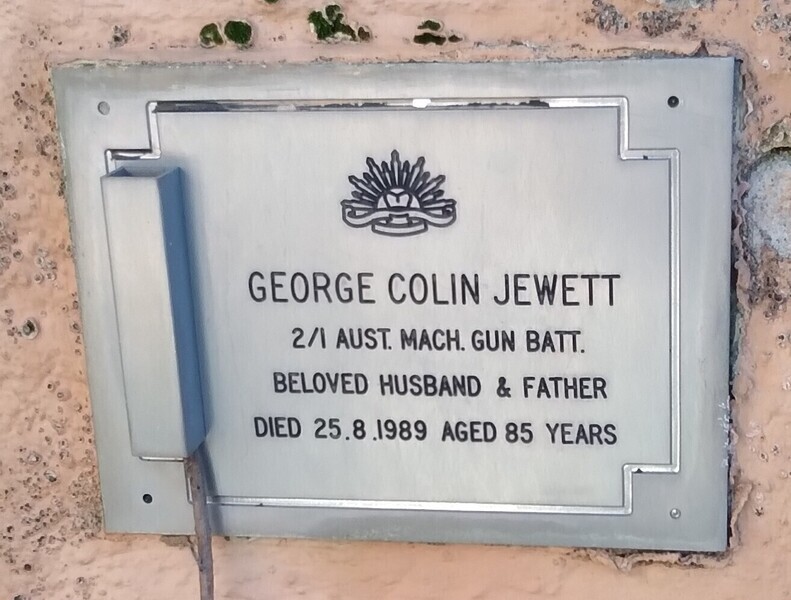 GEORGE COLIN JEWETT
2/1 AUST. MACH. GUN BATT.
BELOVED HUSBAND & FATHER
DIED 25.8.1989 AGED 85 YEARS